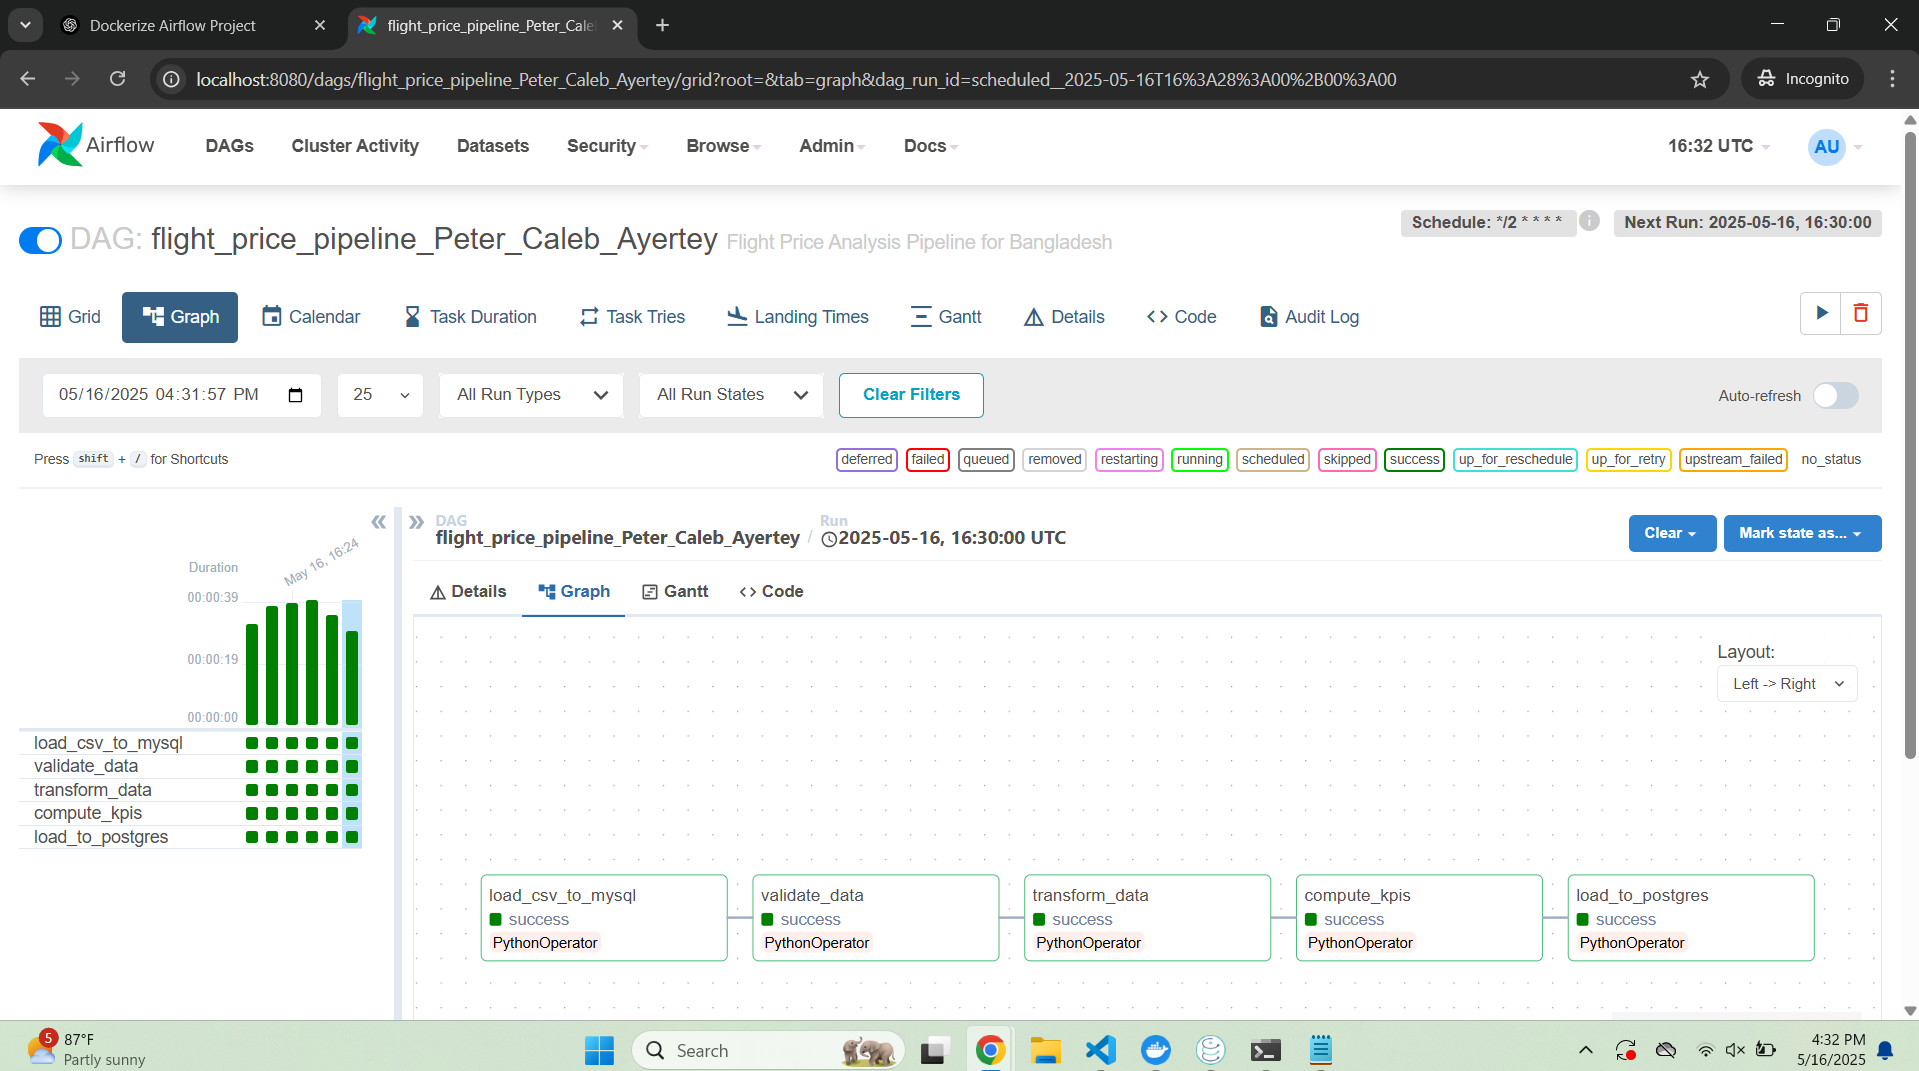 Dockerize Airflow Project
flight_price_pipeline_Peter_Cale
localhost:8080/dags/flight_price_pipeline_Peter_Caleb_Ayertey/grid?root=&tab=graph&dag_run_id=scheduled__2025-05-16T16%3A28%3A00%2B00%3A00
Incognito
Airflow DAGs Cluster Activity Datasets Security Browse Admin Docs 16:32 UTC AU
DAG: flight_price_pipeline_Peter_Caleb_Ayertey Flight Price Analysis Pipeline for Bangladesh
Schedule: */2 * * * * i Next Run: 2025-05-16, 16:30:00
Grid Graph Calendar Task Duration Task Tries Landing Times Gantt Details Code Audit Log
05/16/2025 04:31:57 PM 25 All Run Types All Run States Clear Filters Auto-refresh
Press shift + / for Shortcuts
deferred failed queued removed restarting running scheduled skipped success up_for_reschedule up_for_retry upstream_failed no_status
Duration
May 16, 16:24
00:00:39
00:00:19
00:00:00
load_csv_to_mysql
validate_data
transform_data
compute_kpis
load_to_postgres
DAG
flight_price_pipeline_Peter_Caleb_Ayertey /
Run
2025-05-16, 16:30:00 UTC
Clear Mark state as...
Details Graph Gantt Code
Layout:
Left -> Right
load_csv_to_mysql
success
PythonOperator
validate_data
success
PythonOperator
transform_data
success
PythonOperator
compute_kpis
success
PythonOperator
load_to_postgres
success
PythonOperator
5
87°F
Partly sunny
Search
4:32 PM
5/16/2025